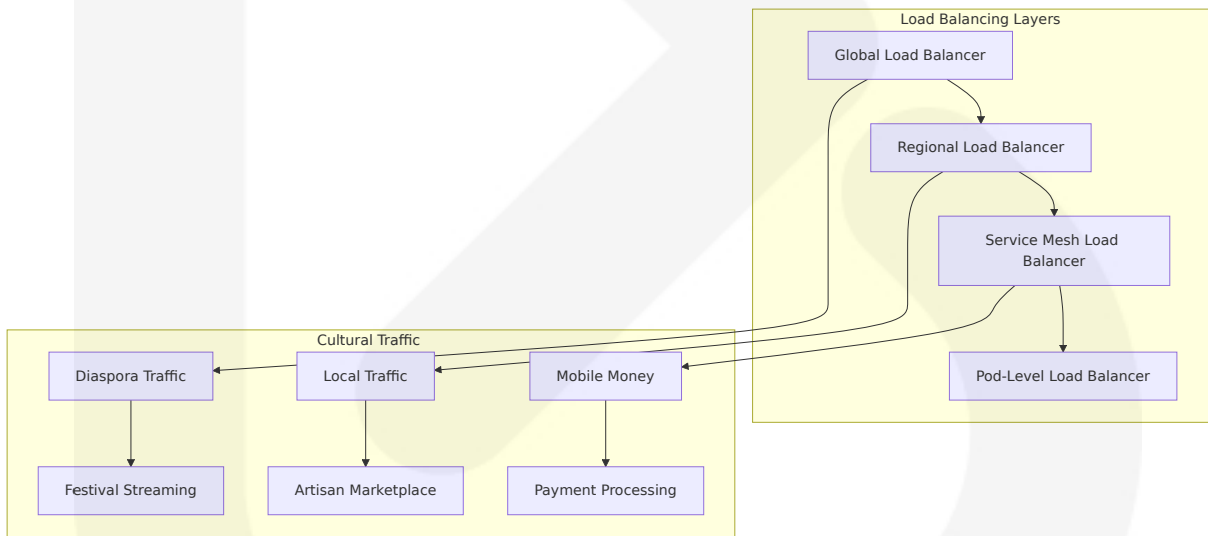 Load Balancing Layers
Global Load Balancer
Regional Load Balancer
Service Mesh Load
Balancer
Pod-Level Load Balancer
Cultural Traffic
Diaspora Traffic
Local Traffic
Mobile Money
Festival Streaming
Artisan Marketplace
Payment Processing